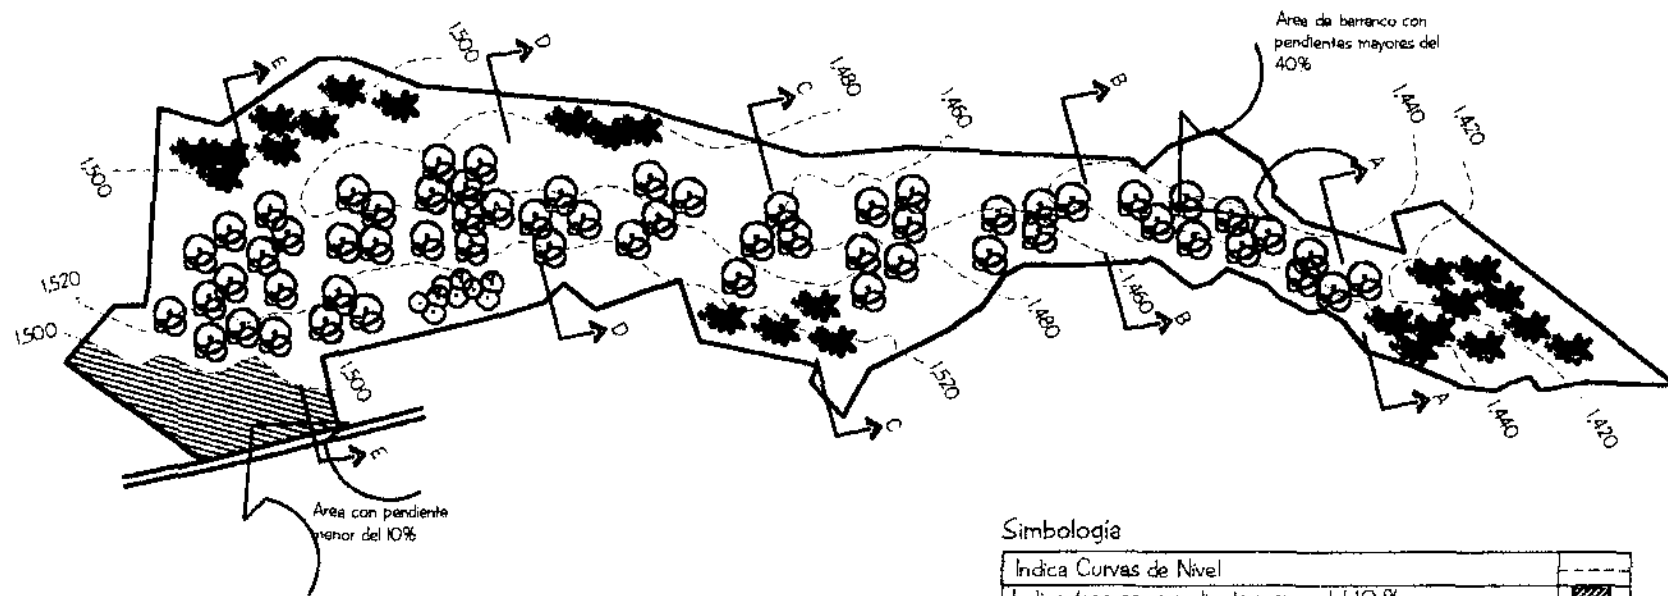 Area de barranco con
pendientes mayores del
40%
1,500
D
E
1,480
C
1,460
B
1,440
1,420
A
1,500
1,520
1,500
1,500
D
1,480
1,460
B
1,520
C
A
1,440
1,420
E
Area con pendiente
menor del 10%
Simbología
Indica Curvas de Nivel